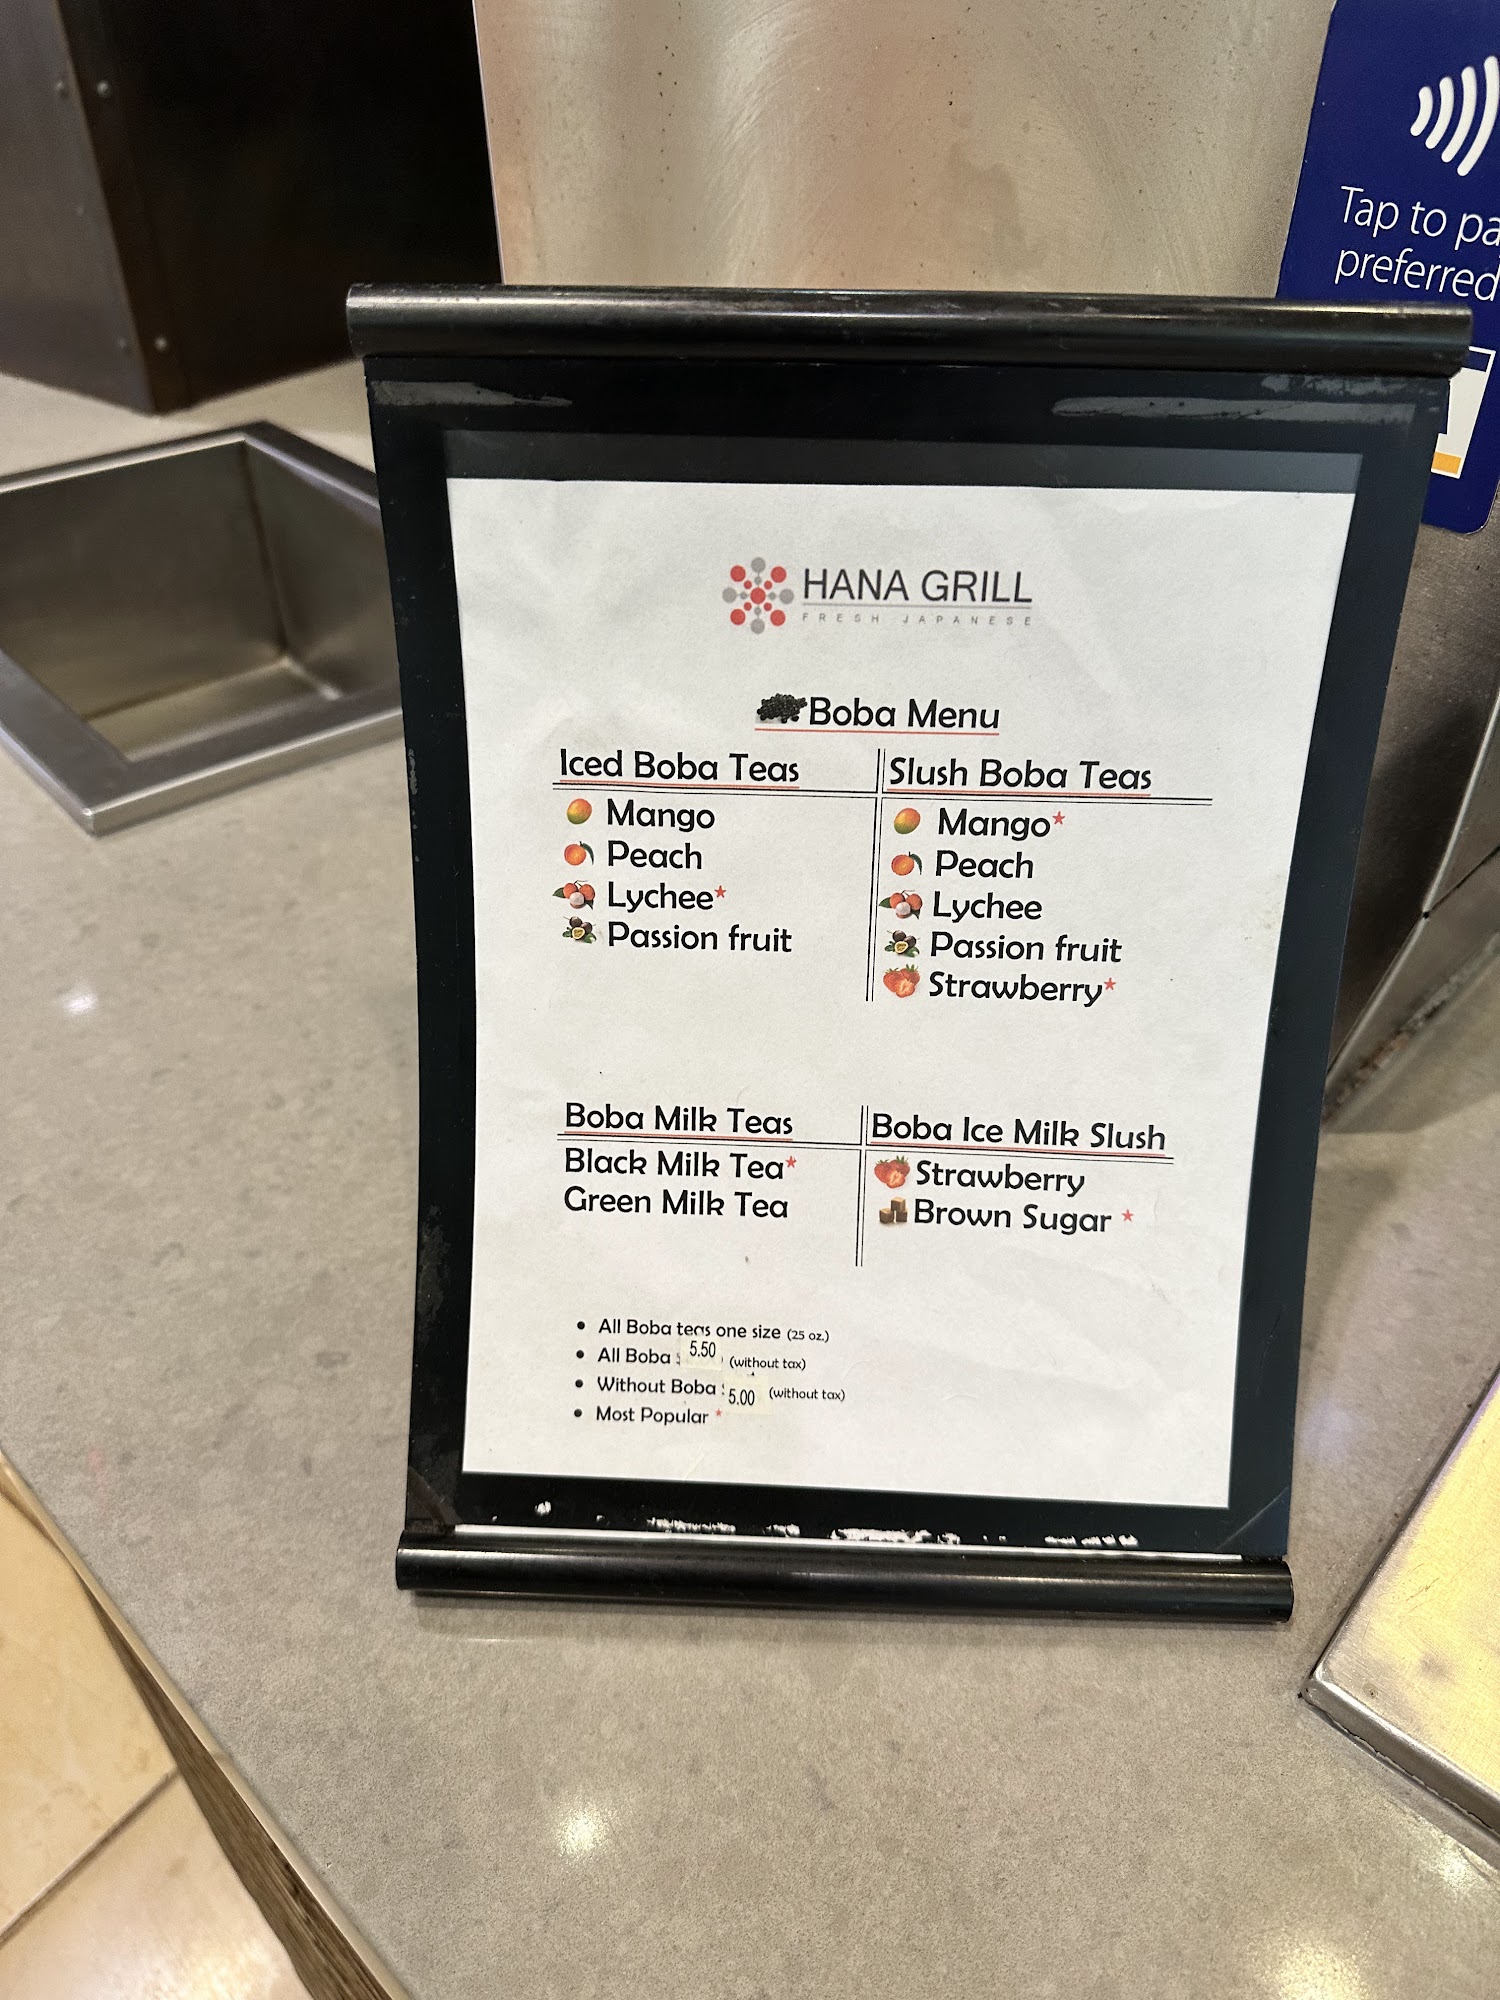 Tap to pa
preferred
HANA GRILL
FRESH JAPANESE
Boba Menu
Iced Boba Teas
Mango
Peach
Lychee*
Passion fruit
Slush Boba Teas
Mango*
Peach
Lychee
Passion fruit
Strawberry*
Boba Milk Teas
Black Milk Tea*
Green Milk Tea
Boba Ice Milk Slush
Strawberry
Brown Sugar *
• All Boba teas one size (25 oz.)
• All Boba 5.50 (without tax)
• Without Boba 5.00 (without tax)
• Most Popular *